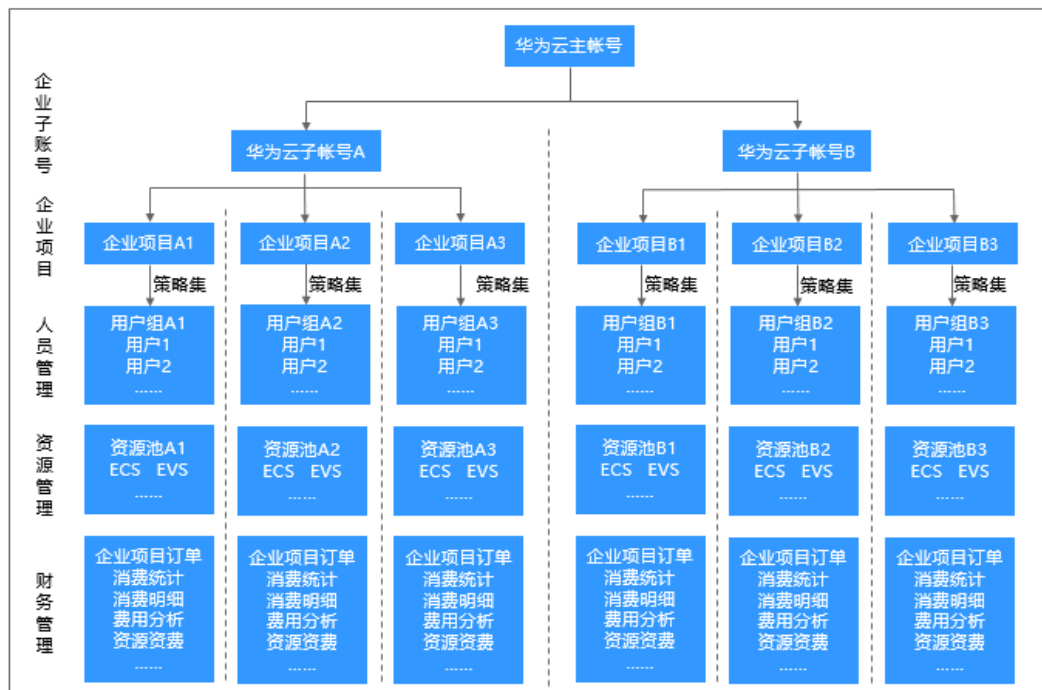 华为云主帐号
企业子账号
华为云子帐号A
华为云子帐号B
企业项目
企业项目A1
企业项目A2
企业项目A3
企业项目B1
企业项目B2
企业项目B3
策略集
策略集
策略集
策略集
策略集
策略集
人员管理
用户组A1
用户1
用户2
......
用户组A2
用户1
用户2
......
用户组A3
用户1
用户2
......
用户组B1
用户1
用户2
......
用户组B2
用户1
用户2
......
用户组B3
用户1
用户2
......
资源管理
资源池A1
ECS EVS
......
资源池A2
ECS EVS
......
资源池A3
ECS EVS
......
资源池B1
ECS EVS
......
资源池B2
ECS EVS
......
资源池B3
ECS EVS
......
财务管理
企业项目订单
消费统计
消费明细
费用分析
资源资费
......
企业项目订单
消费统计
消费明细
费用分析
资源资费
......
企业项目订单
消费统计
消费明细
费用分析
资源资费
......
企业项目订单
消费统计
消费明细
费用分析
资源资费
......
企业项目订单
消费统计
消费明细
费用分析
资源资费
......
企业项目订单
消费统计
消费明细
费用分析
资源资费
......